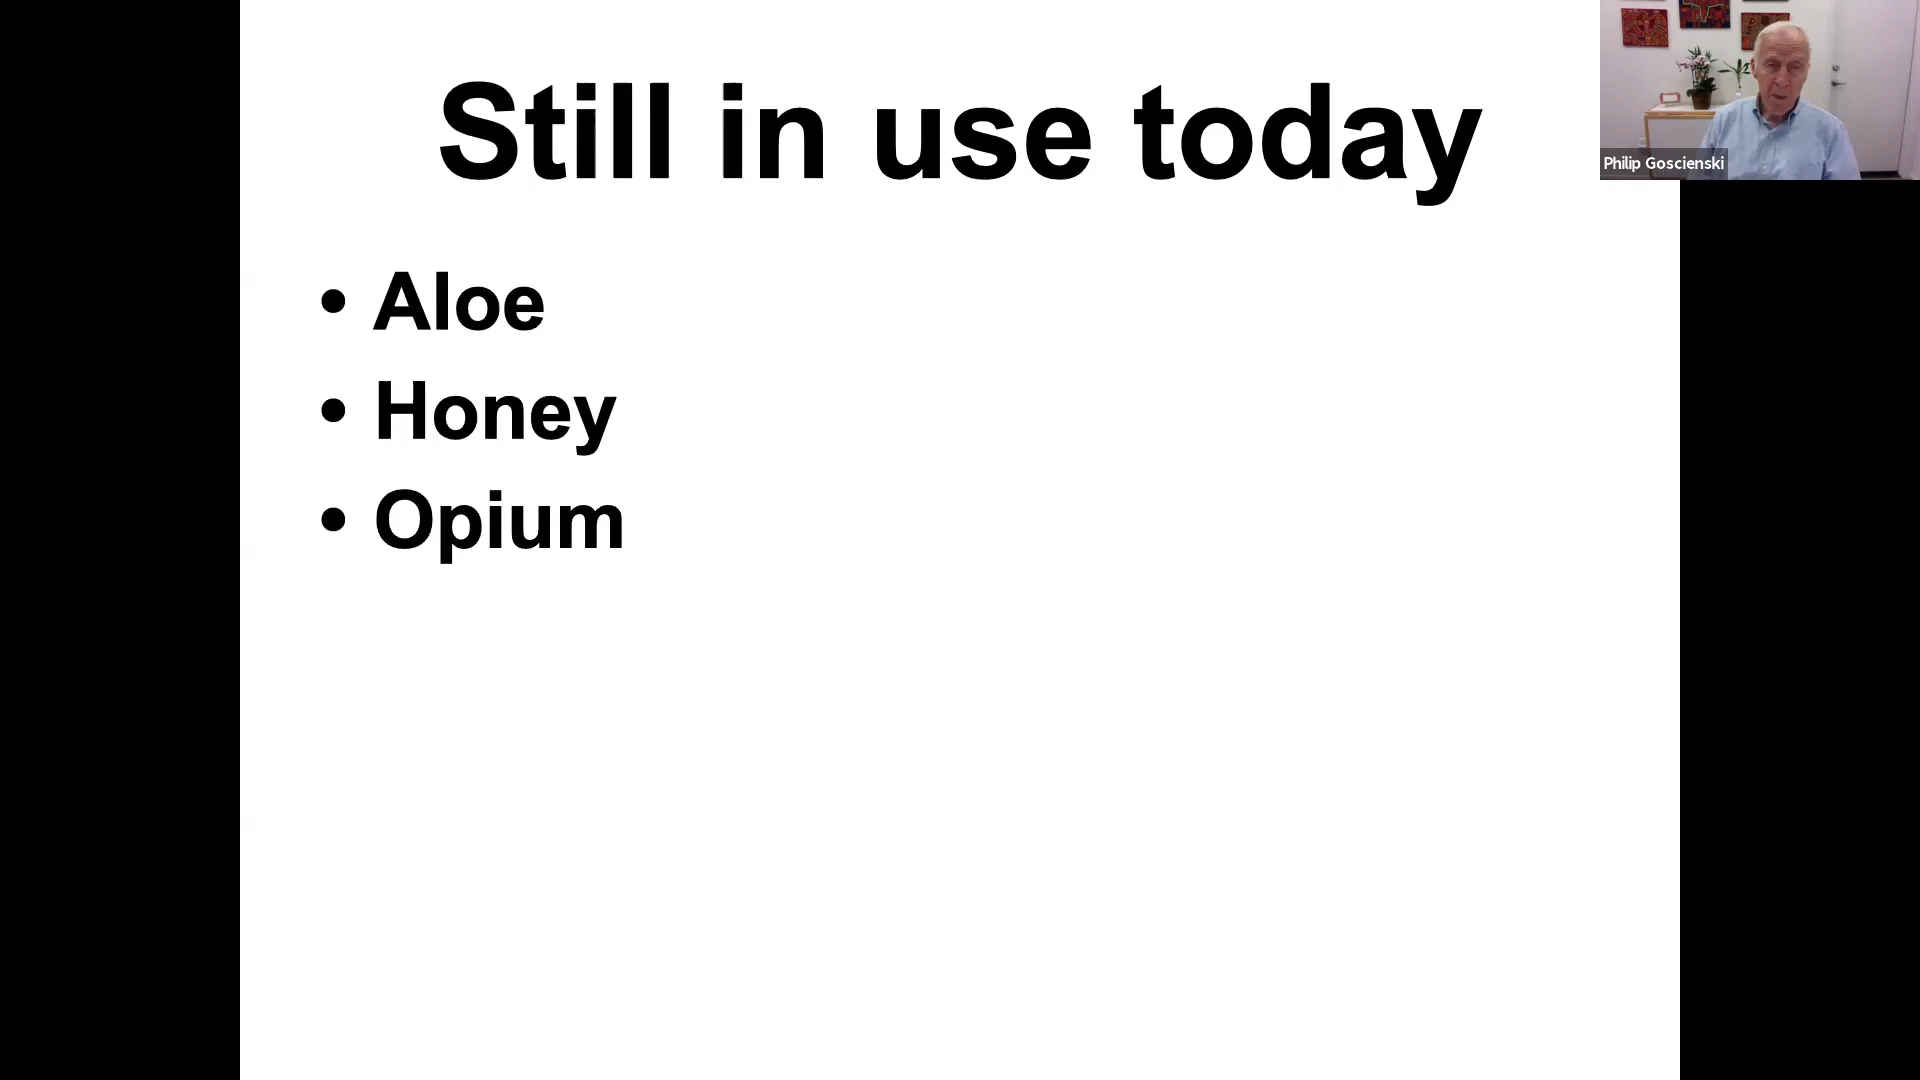 Still in use today
• Aloe
• Honey
• Opium
Philip Goscienski